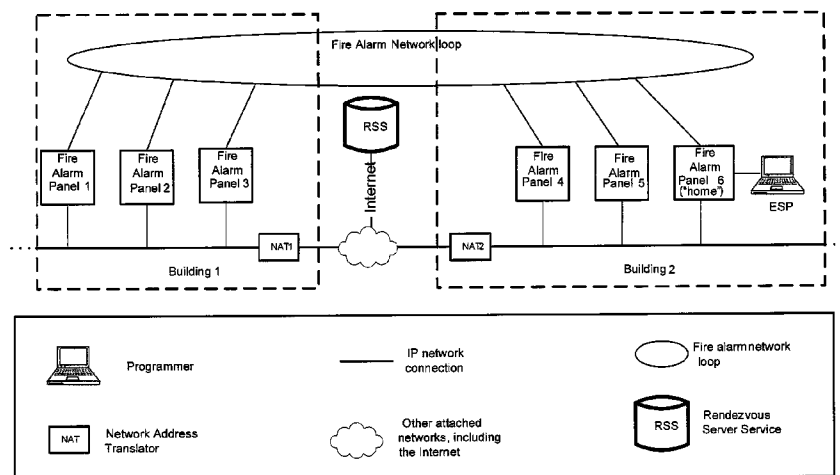 Fire Alarm Network loop
RSS
Internet
Fire
Alarm
Panel 1
Fire
Alarm
Panel 2
Fire
Alarm
Panel 3
Fire
Alarm
Panel 4
Fire
Alarm
Panel 5
Fire
Alarm
Panel 6
("home")
ESP
NAT1
NAT2
Building 1
Building 2
Programmer
IP network
connection
Fire alarm network
loop
NAT
Network Address
Translator
Other attached
networks, including
the Internet
RSS
Rendezvous
Server Service